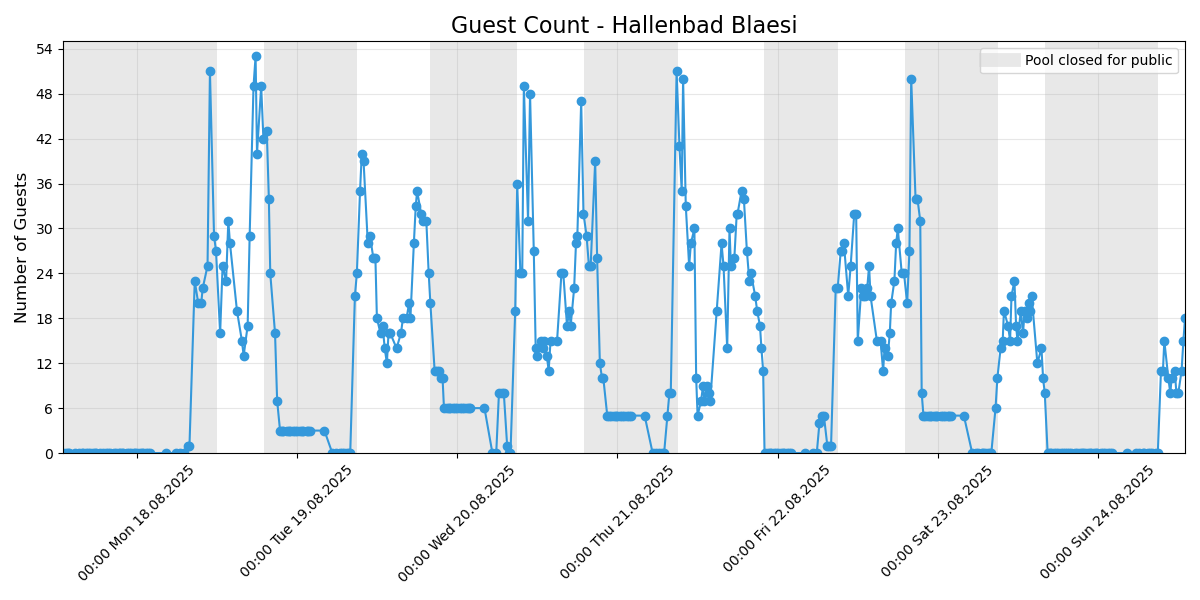 Guest Count - Hallenbad Blaesi
Pool closed for public
Number of Guests
54
48
42
36
30
24
18
12
6
0
00:00 Mon 18.08.2025
00:00 Tue 19.08.2025
00:00 Wed 20.08.2025
00:00 Thu 21.08.2025
00:00 Fri 22.08.2025
00:00 Sat 23.08.2025
00:00 Sun 24.08.2025